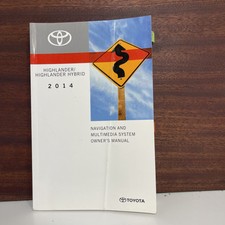 HIGHLANDER/
HIGHLANDER HYBRID
2014
NAVIGATION AND
MULTIMEDIA SYSTEM
OWNER'S MANUAL
TOYOTA